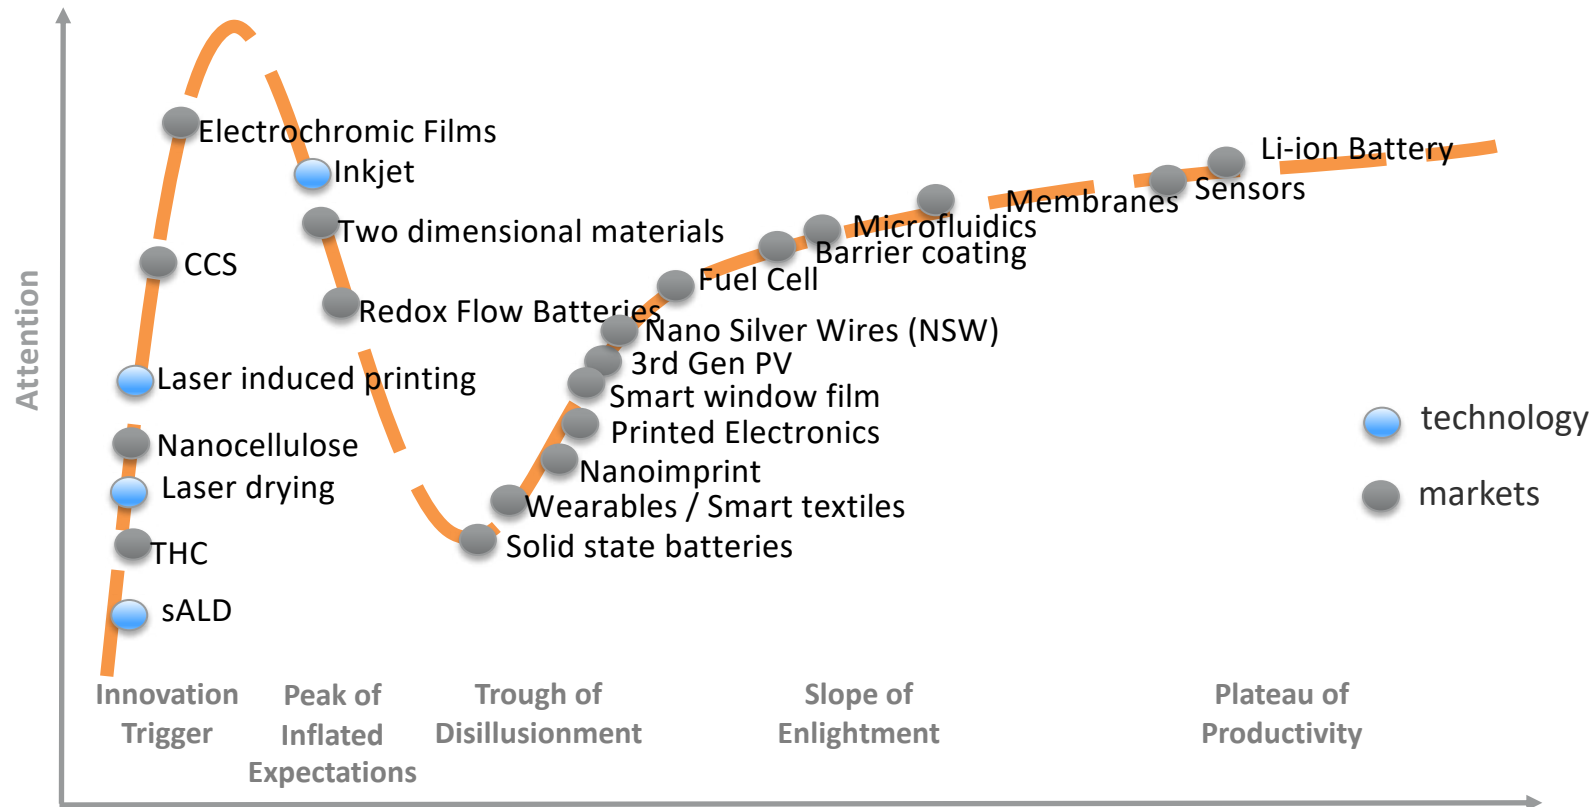 Attention
Electrochromic Films
Inkjet
Two dimensional materials
CCS
Redox Flow Batteries
Laser induced printing
Nanocellulose
Laser drying
THC
sALD
Li-ion Battery
Sensors
Membranes
Microfluidics
Barrier coating
Fuel Cell
Nano Silver Wires (NSW)
3rd Gen PV
Smart window film
Printed Electronics
Nanoimprint
Wearables / Smart textiles
Solid state batteries
technology
markets
Innovation
Trigger
Peak of
Inflated
Expectations
Trough of
Disillusionment
Slope of
Enlightment
Plateau of
Productivity